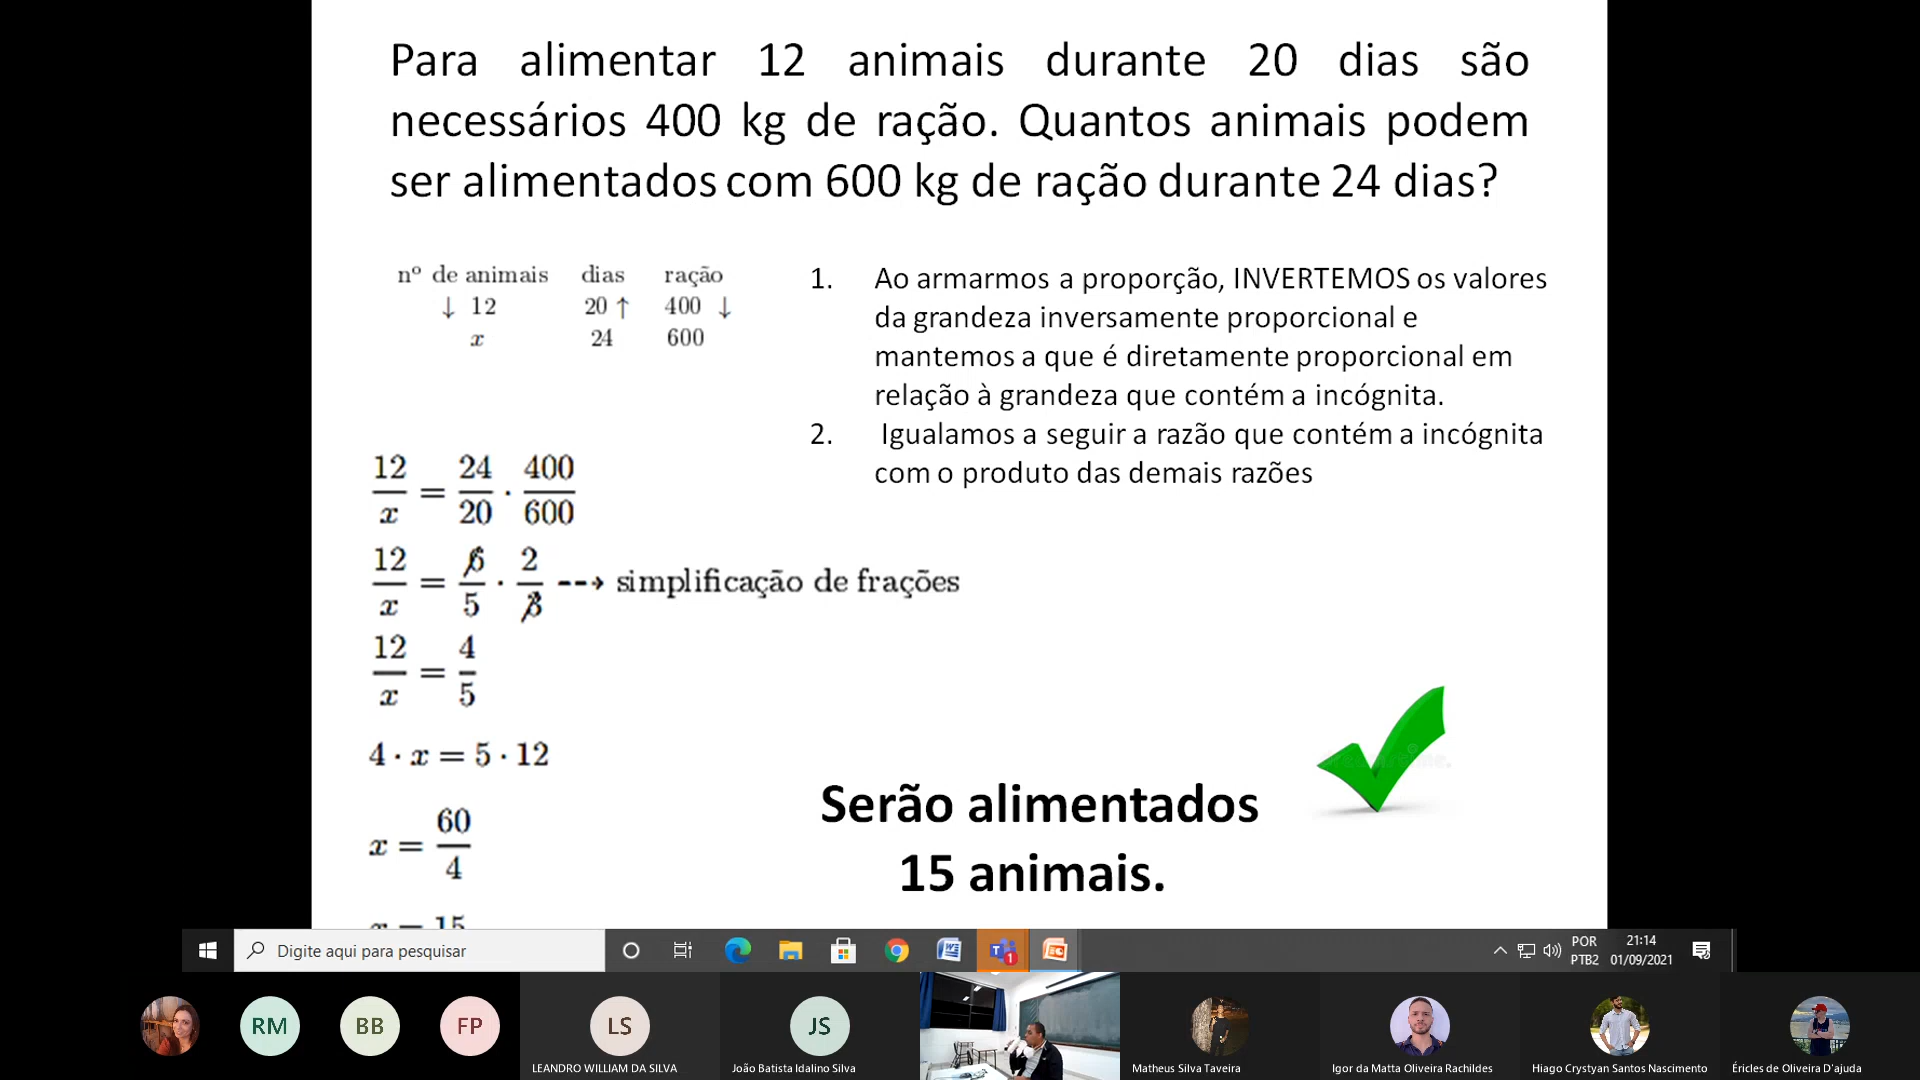 Para alimentar 12 animais durante 20 dias são
necessários 400 kg de ração. Quantos animais podem
ser alimentados com 600 kg de ração durante 24 dias?
nº de animais dias ração
↓ 12 20 ↑ 400 ↓
x 24 600
1. Ao armarmos a proporção, INVERTEMOS os valores
da grandeza inversamente proporcional e
mantemos a que é diretamente proporcional em
relação à grandeza que contém a incógnita.
2. Igualamos a seguir a razão que contém a incógnita
com o produto das demais razões
12/x = 24/20 · 400/600
12/x = 6/5 · 2/3 --→ simplificação de frações
12/x = 4/5
4 · x = 5 · 12
x = 60/4
x = 15
Serão alimentados
15 animais.
Digite aqui para pesquisar
1
POR
PTB2
21:14
01/09/2021
RM
BB
FP
LS
LEANDRO WILLIAM DA SILVA
JS
João Batista Idalino Silva
Matheus Silva Taveira
Igor da Matta Oliveira Rachildes
Hiago Crystyan Santos Nascimento
Éricles de Oliveira D'ajuda